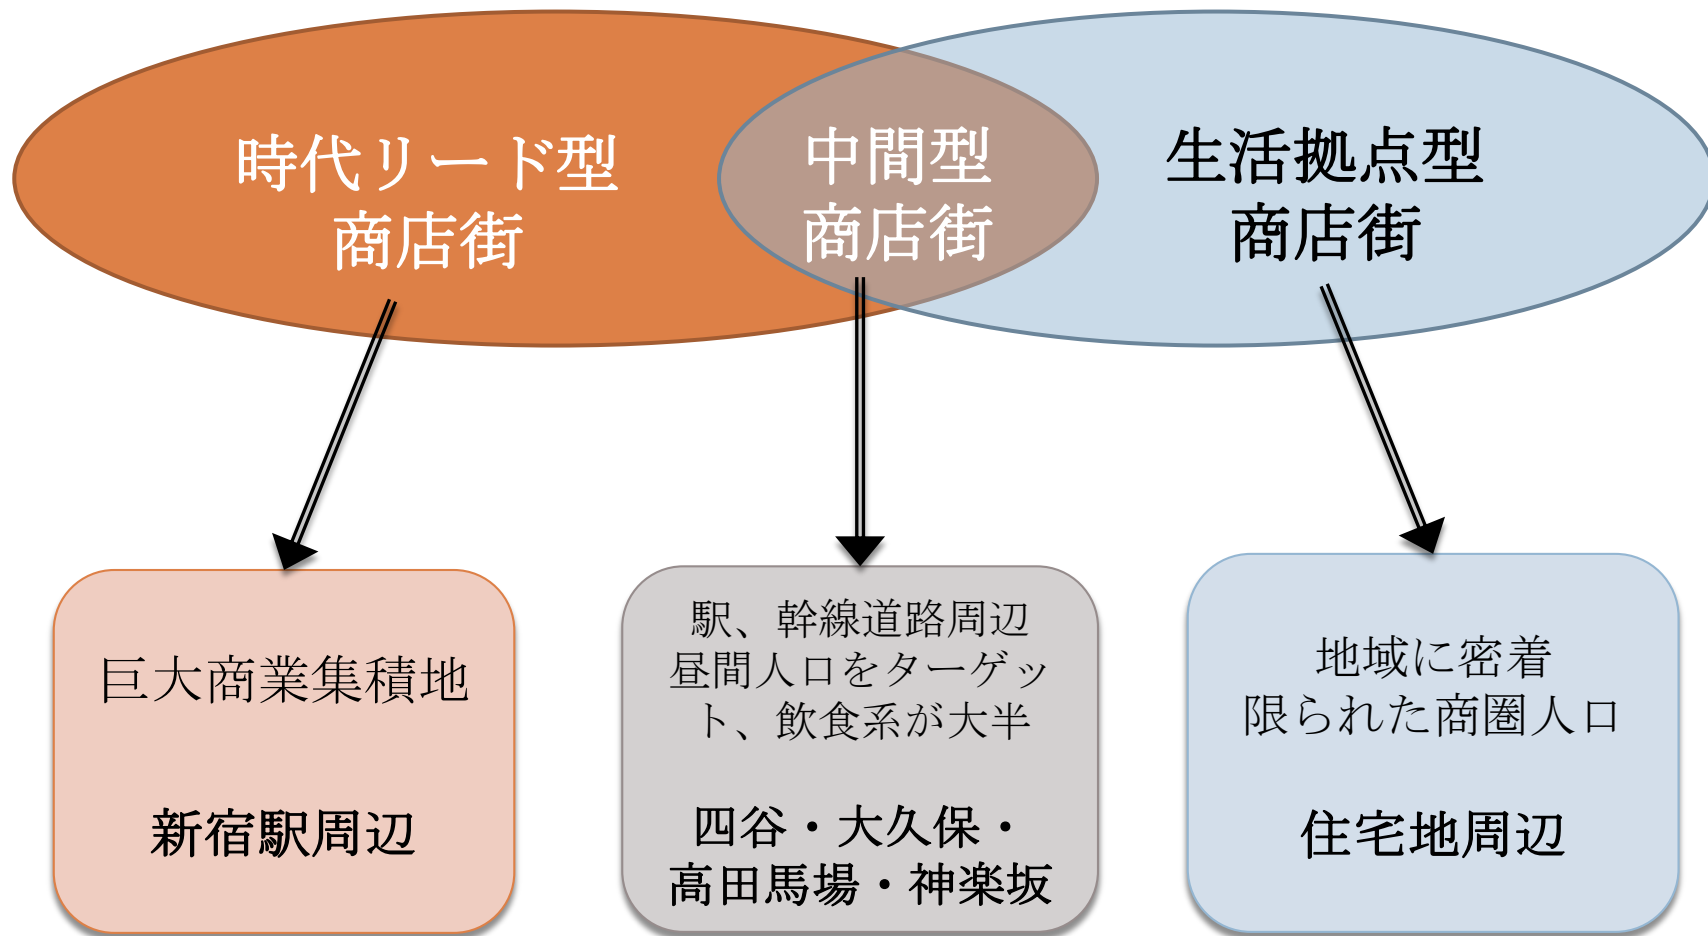 時代リード型
商店街
中間型
商店街
生活拠点型
商店街
巨大商業集積地
新宿駅周辺
駅、幹線道路周辺
昼間人口をターゲッ
ト、飲食系が大半
四谷・大久保・
高田馬場・神楽坂
地域に密着
限られた商圏人口
住宅地周辺